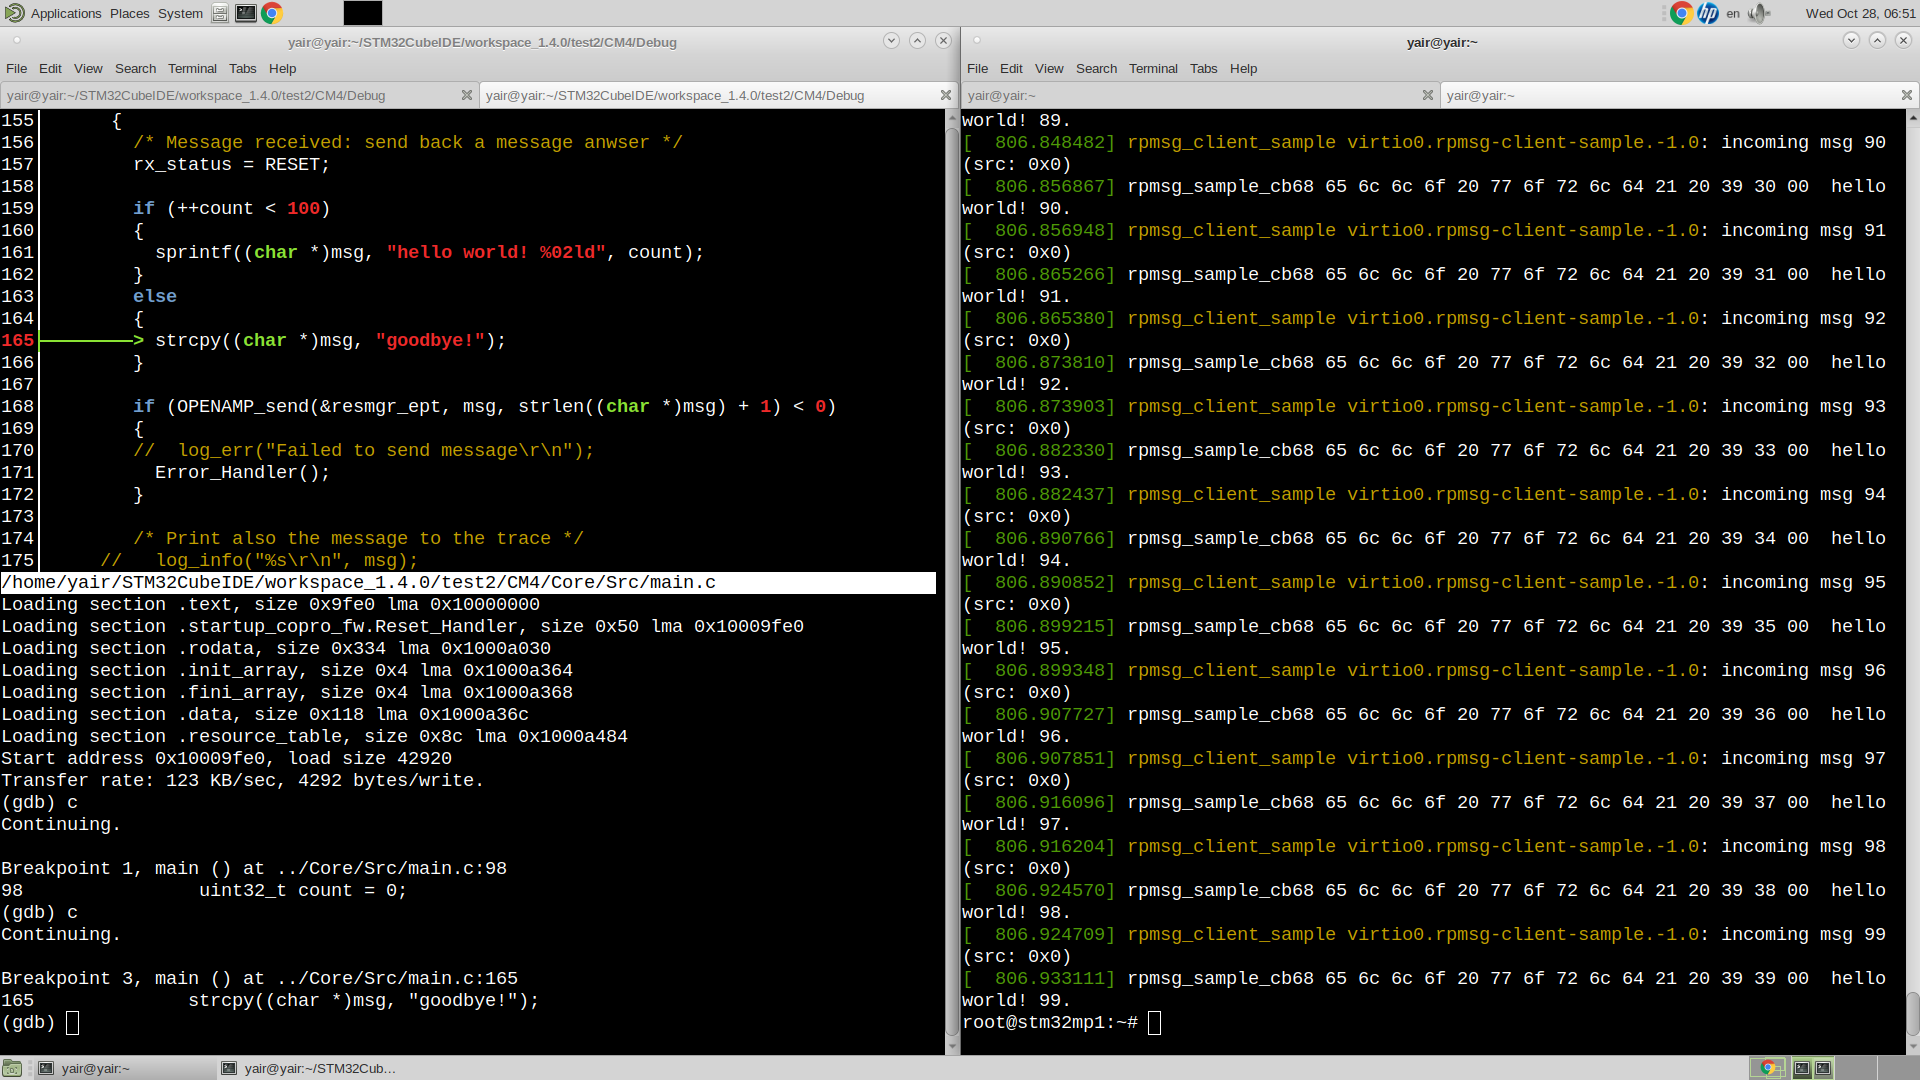 Applications Places System
en
Wed Oct 28, 06:51
yair@yair:~/STM32CubeIDE/workspace_1.4.0/test2/CM4/Debug
File Edit View Search Terminal Tabs Help
yair@yair:~/STM32CubeIDE/workspace_1.4.0/test2/CM4/Debug
yair@yair:~/STM32CubeIDE/workspace_1.4.0/test2/CM4/Debug
155 {
156 /* Message received: send back a message anwser */
157 rx_status = RESET;
158
159 if (++count < 100)
160 {
161 sprintf((char *)msg, "hello world! %02ld", count);
162 }
163 else
164 {
165 > strcpy((char *)msg, "goodbye!");
166 }
167
168 if (OPENAMP_send(&resmgr_ept, msg, strlen((char *)msg) + 1) < 0)
169 {
170 //  log_err("Failed to send message\r\n");
171 Error_Handler();
172 }
173
174 /* Print also the message to the trace */
175 //   log_info("%s\r\n", msg);
/home/yair/STM32CubeIDE/workspace_1.4.0/test2/CM4/Core/Src/main.c
Loading section .text, size 0x9fe0 lma 0x10000000
Loading section .startup_copro_fw.Reset_Handler, size 0x50 lma 0x10009fe0
Loading section .rodata, size 0x334 lma 0x1000a030
Loading section .init_array, size 0x4 lma 0x1000a364
Loading section .fini_array, size 0x4 lma 0x1000a368
Loading section .data, size 0x118 lma 0x1000a36c
Loading section .resource_table, size 0x8c lma 0x1000a484
Start address 0x10009fe0, load size 42920
Transfer rate: 123 KB/sec, 4292 bytes/write.
(gdb) c
Continuing.
Breakpoint 1, main () at ../Core/Src/main.c:98
98 uint32_t count = 0;
(gdb) c
Continuing.
Breakpoint 3, main () at ../Core/Src/main.c:165
165 strcpy((char *)msg, "goodbye!");
(gdb)
yair@yair:~
File Edit View Search Terminal Tabs Help
yair@yair:~
yair@yair:~
world! 89.
[  806.848482] rpmsg_client_sample virtio0.rpmsg-client-sample.-1.0: incoming msg 90
(src: 0x0)
[  806.856867] rpmsg_sample_cb68 65 6c 6c 6f 20 77 6f 72 6c 64 21 20 39 30 00  hello
world! 90.
[  806.856948] rpmsg_client_sample virtio0.rpmsg-client-sample.-1.0: incoming msg 91
(src: 0x0)
[  806.865266] rpmsg_sample_cb68 65 6c 6c 6f 20 77 6f 72 6c 64 21 20 39 31 00  hello
world! 91.
[  806.865380] rpmsg_client_sample virtio0.rpmsg-client-sample.-1.0: incoming msg 92
(src: 0x0)
[  806.873810] rpmsg_sample_cb68 65 6c 6c 6f 20 77 6f 72 6c 64 21 20 39 32 00  hello
world! 92.
[  806.873903] rpmsg_client_sample virtio0.rpmsg-client-sample.-1.0: incoming msg 93
(src: 0x0)
[  806.882330] rpmsg_sample_cb68 65 6c 6c 6f 20 77 6f 72 6c 64 21 20 39 33 00  hello
world! 93.
[  806.882437] rpmsg_client_sample virtio0.rpmsg-client-sample.-1.0: incoming msg 94
(src: 0x0)
[  806.890766] rpmsg_sample_cb68 65 6c 6c 6f 20 77 6f 72 6c 64 21 20 39 34 00  hello
world! 94.
[  806.890852] rpmsg_client_sample virtio0.rpmsg-client-sample.-1.0: incoming msg 95
(src: 0x0)
[  806.899215] rpmsg_sample_cb68 65 6c 6c 6f 20 77 6f 72 6c 64 21 20 39 35 00  hello
world! 95.
[  806.899348] rpmsg_client_sample virtio0.rpmsg-client-sample.-1.0: incoming msg 96
(src: 0x0)
[  806.907727] rpmsg_sample_cb68 65 6c 6c 6f 20 77 6f 72 6c 64 21 20 39 36 00  hello
world! 96.
[  806.907851] rpmsg_client_sample virtio0.rpmsg-client-sample.-1.0: incoming msg 97
(src: 0x0)
[  806.916096] rpmsg_sample_cb68 65 6c 6c 6f 20 77 6f 72 6c 64 21 20 39 37 00  hello
world! 97.
[  806.916204] rpmsg_client_sample virtio0.rpmsg-client-sample.-1.0: incoming msg 98
(src: 0x0)
[  806.924570] rpmsg_sample_cb68 65 6c 6c 6f 20 77 6f 72 6c 64 21 20 39 38 00  hello
world! 98.
[  806.924709] rpmsg_client_sample virtio0.rpmsg-client-sample.-1.0: incoming msg 99
(src: 0x0)
[  806.933111] rpmsg_sample_cb68 65 6c 6c 6f 20 77 6f 72 6c 64 21 20 39 39 00  hello
world! 99.
root@stm32mp1:~#
yair@yair:~
yair@yair:~/STM32Cub…